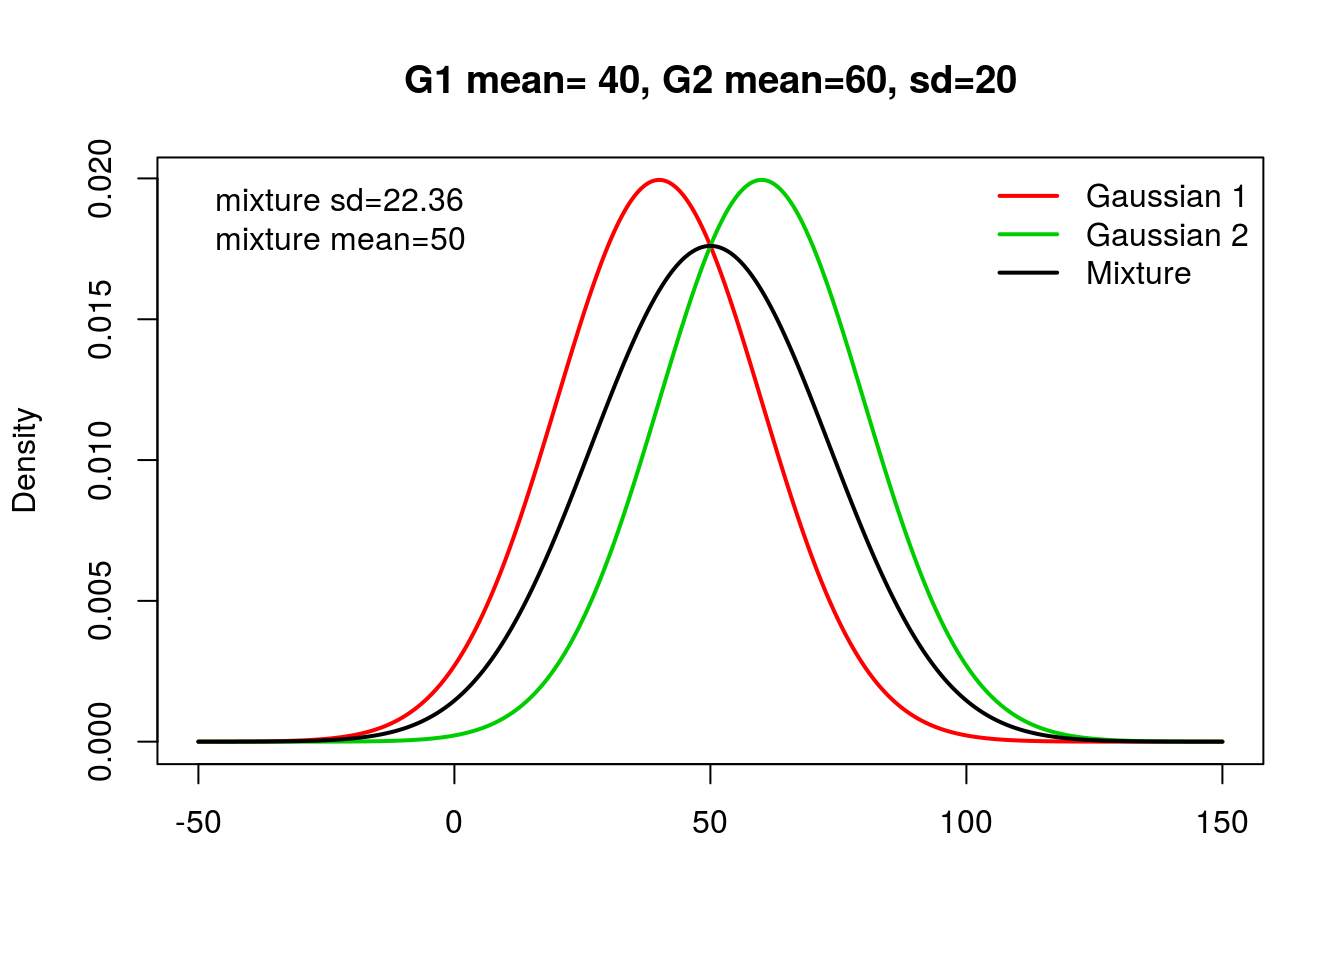 G1 mean= 40, G2 mean=60, sd=20
mixture sd=22.36
mixture mean=50
Gaussian 1
Gaussian 2
Mixture
Density
0.020
0.015
0.010
0.005
0.000
-50
0
50
100
150